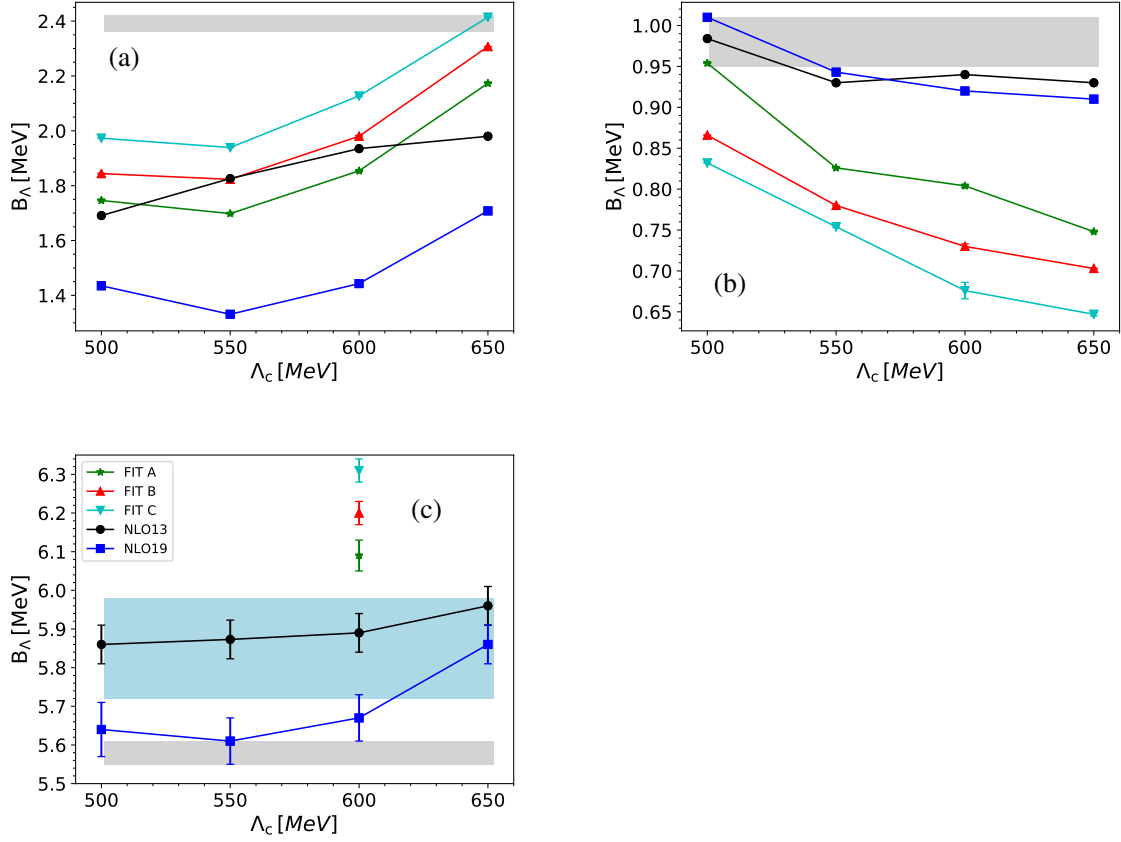 2.4
2.2
2.0
1.8
1.6
1.4
B_Λ [MeV]
(a)
500 550 600 650
Λ_c [MeV]
1.00
0.95
0.90
0.85
0.80
0.75
0.70
0.65
B_Λ [MeV]
(b)
500 550 600 650
Λ_c [MeV]
6.3
6.2
6.1
6.0
5.9
5.8
5.7
5.6
5.5
B_Λ [MeV]
FIT A
FIT B
FIT C
NLO13
NLO19
(c)
500 550 600 650
Λ_c [MeV]